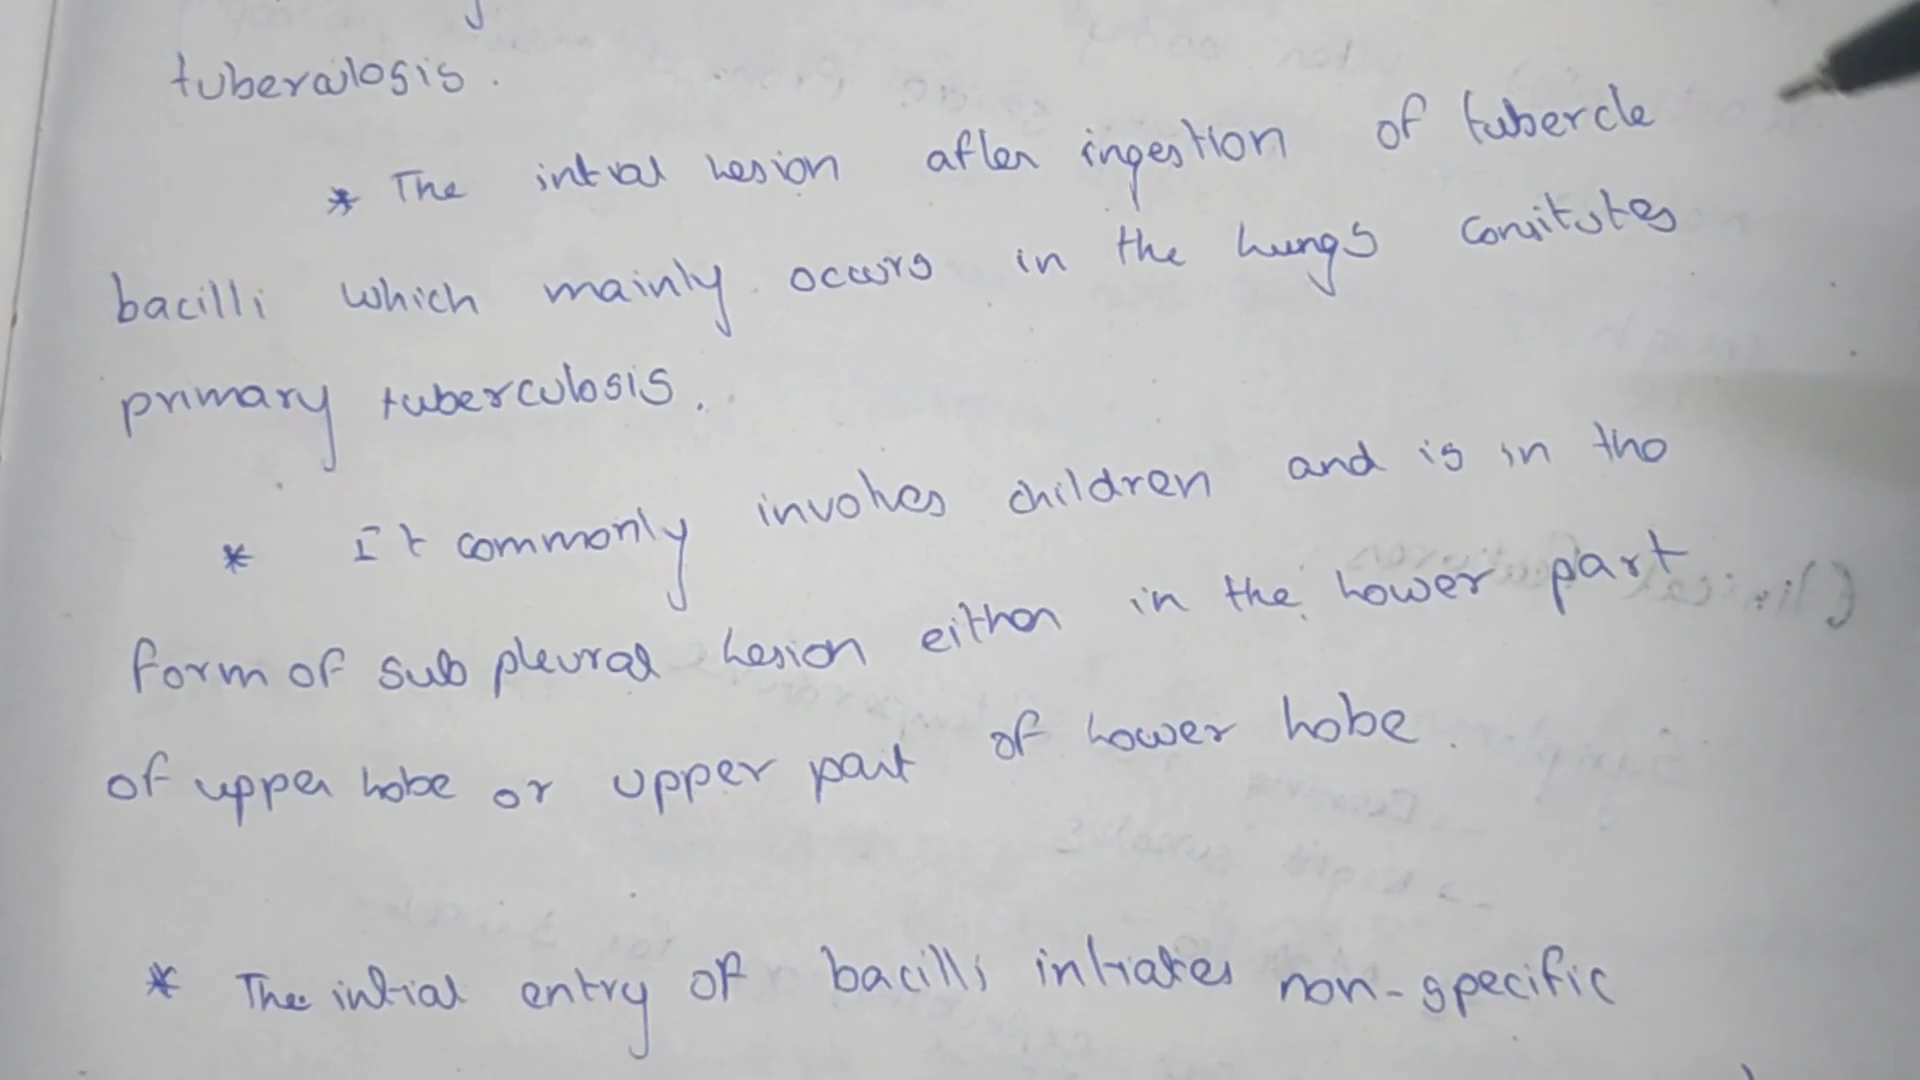 tuberculosis.
* The intial lesion after ingestion of tubercle
bacilli which mainly occurs in the lungs consitutes
primary tuberculosis.
* It commonly involves children and is in the
form of sub pleural lesion either in the lower part
of upper lobe or upper part of lower lobe.
* The intial entry of bacilli intiates non-specific